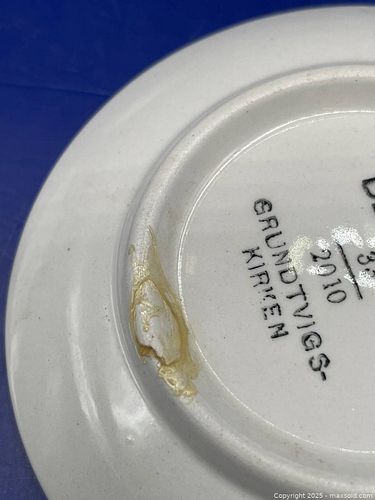 GRUNDTVIGS-
KIRKEN
2010
Copyright 2025 - maxsold.com